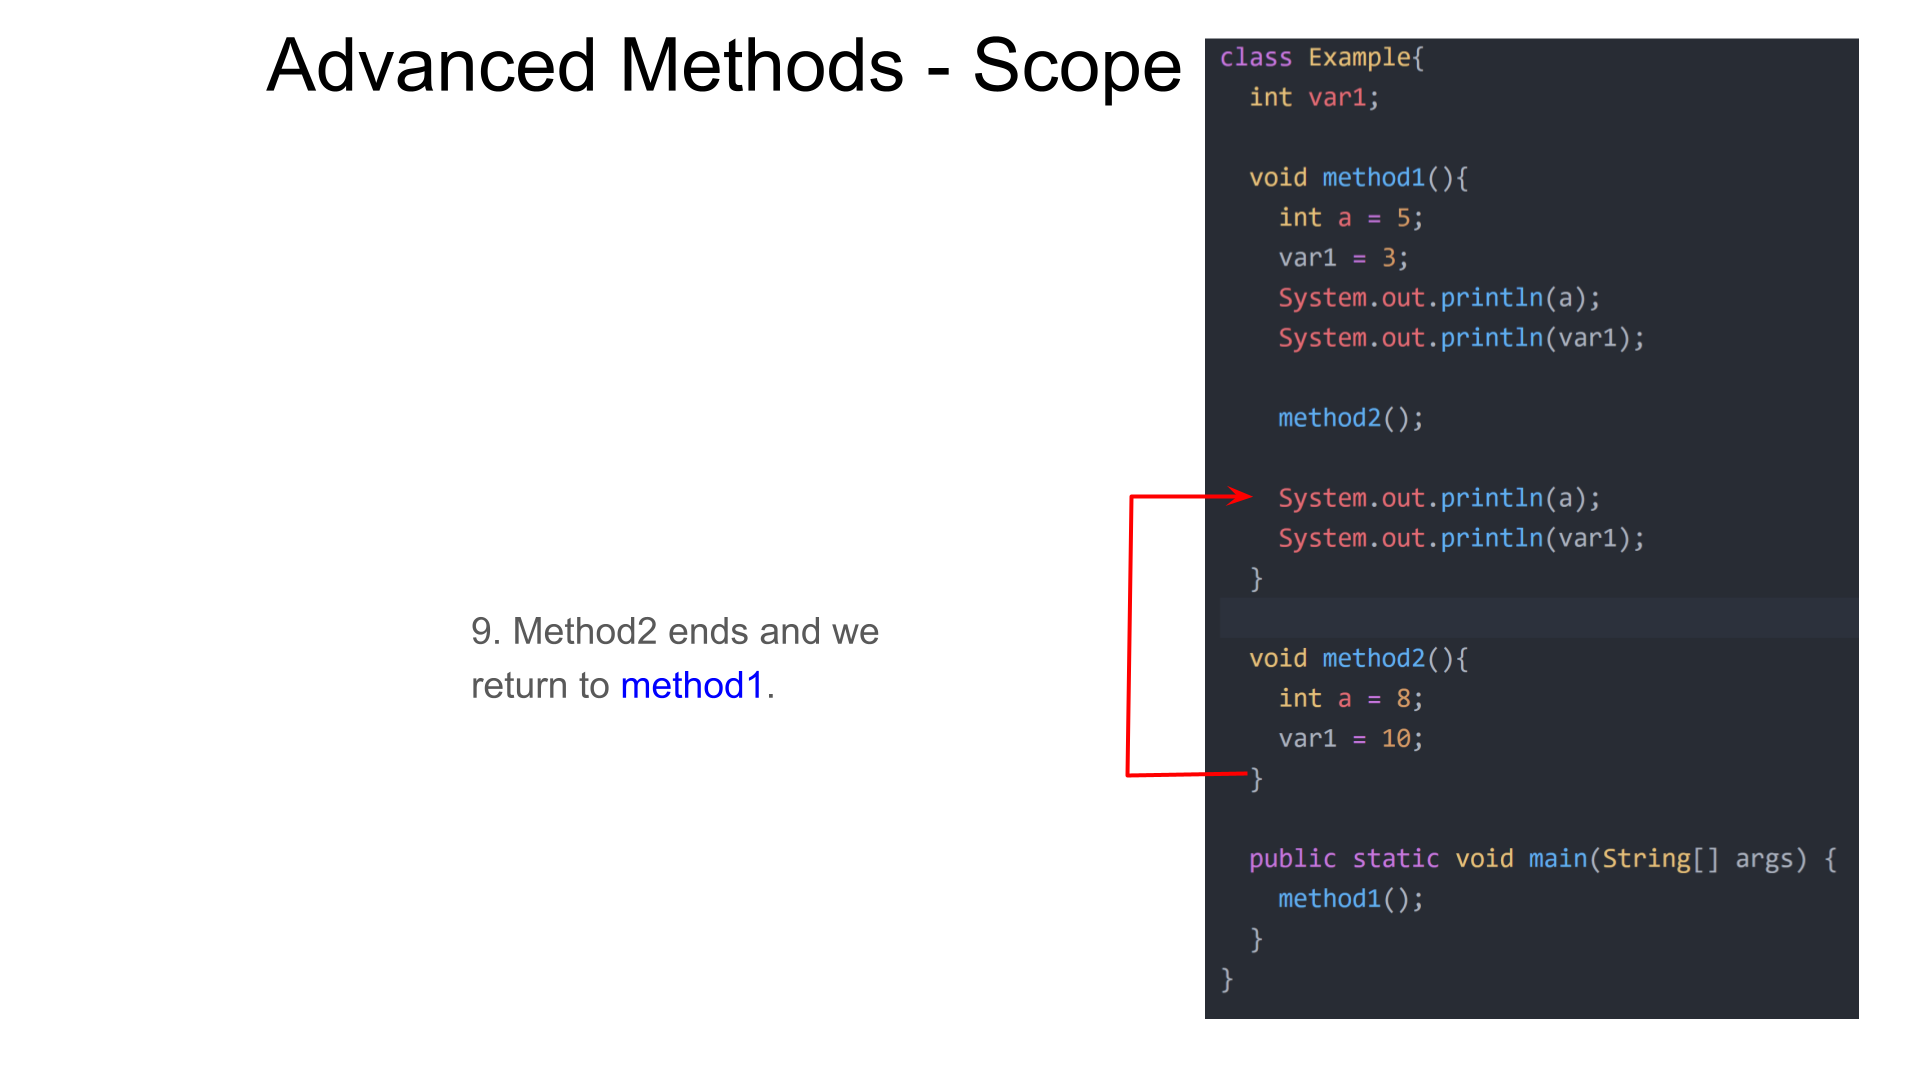 Advanced Methods - Scope
class Example{
int var1;
void method1(){
int a = 5;
var1 = 3;
System.out.println(a);
System.out.println(var1);
method2();
System.out.println(a);
System.out.println(var1);
}
void method2(){
int a = 8;
var1 = 10;
}
public static void main(String[] args) {
method1();
}
}
9. Method2 ends and we
return to method1.